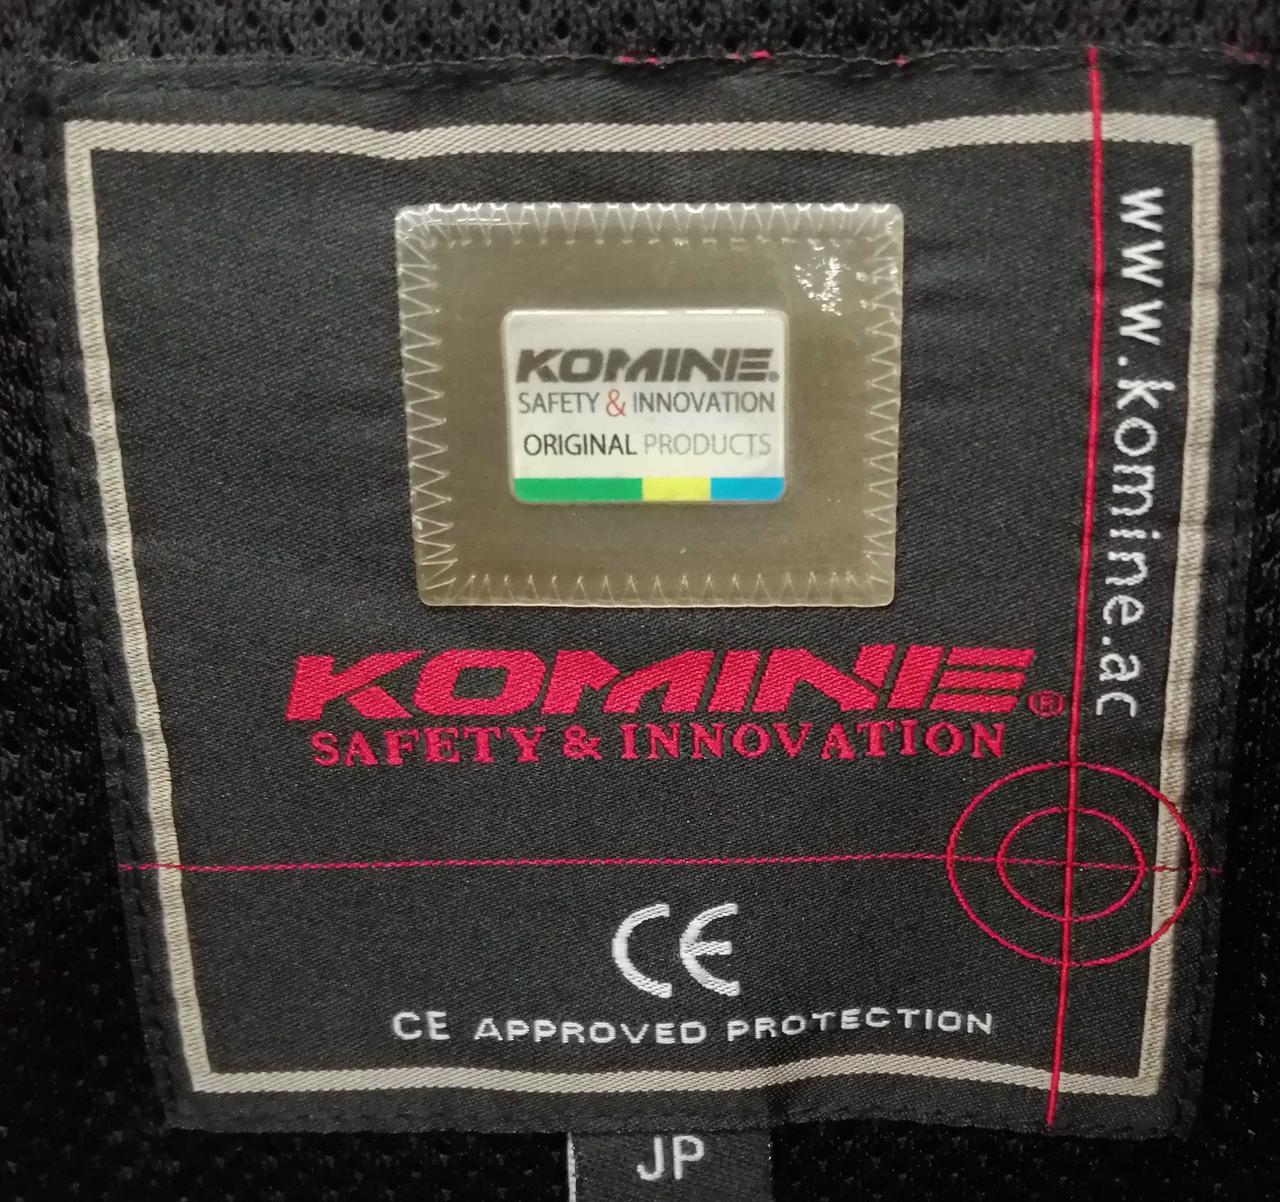 KOMINE.
SAFETY & INNOVATION
ORIGINAL PRODUCTS
www.komine.ac
KOMINE®
SAFETY & INNOVATION
CE
CE APPROVED PROTECTION
JP